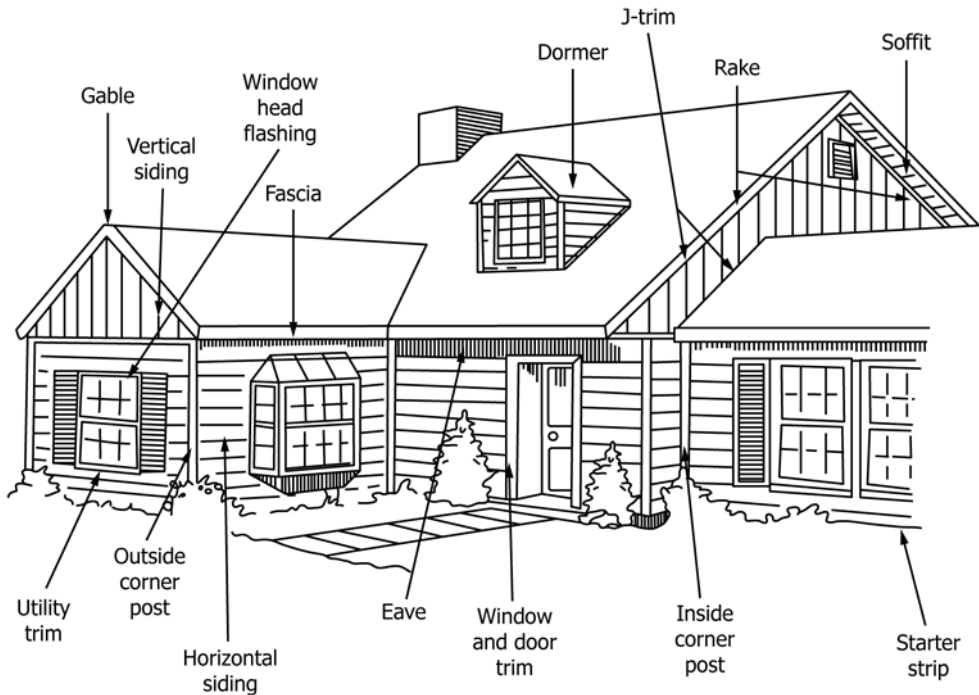 J-trim
Soffit
Dormer
Rake
Window
head
flashing
Gable
Vertical
siding
Fascia
Outside
corner
post
Utility
trim
Horizontal
siding
Eave
Window
and door
trim
Inside
corner
post
Starter
strip